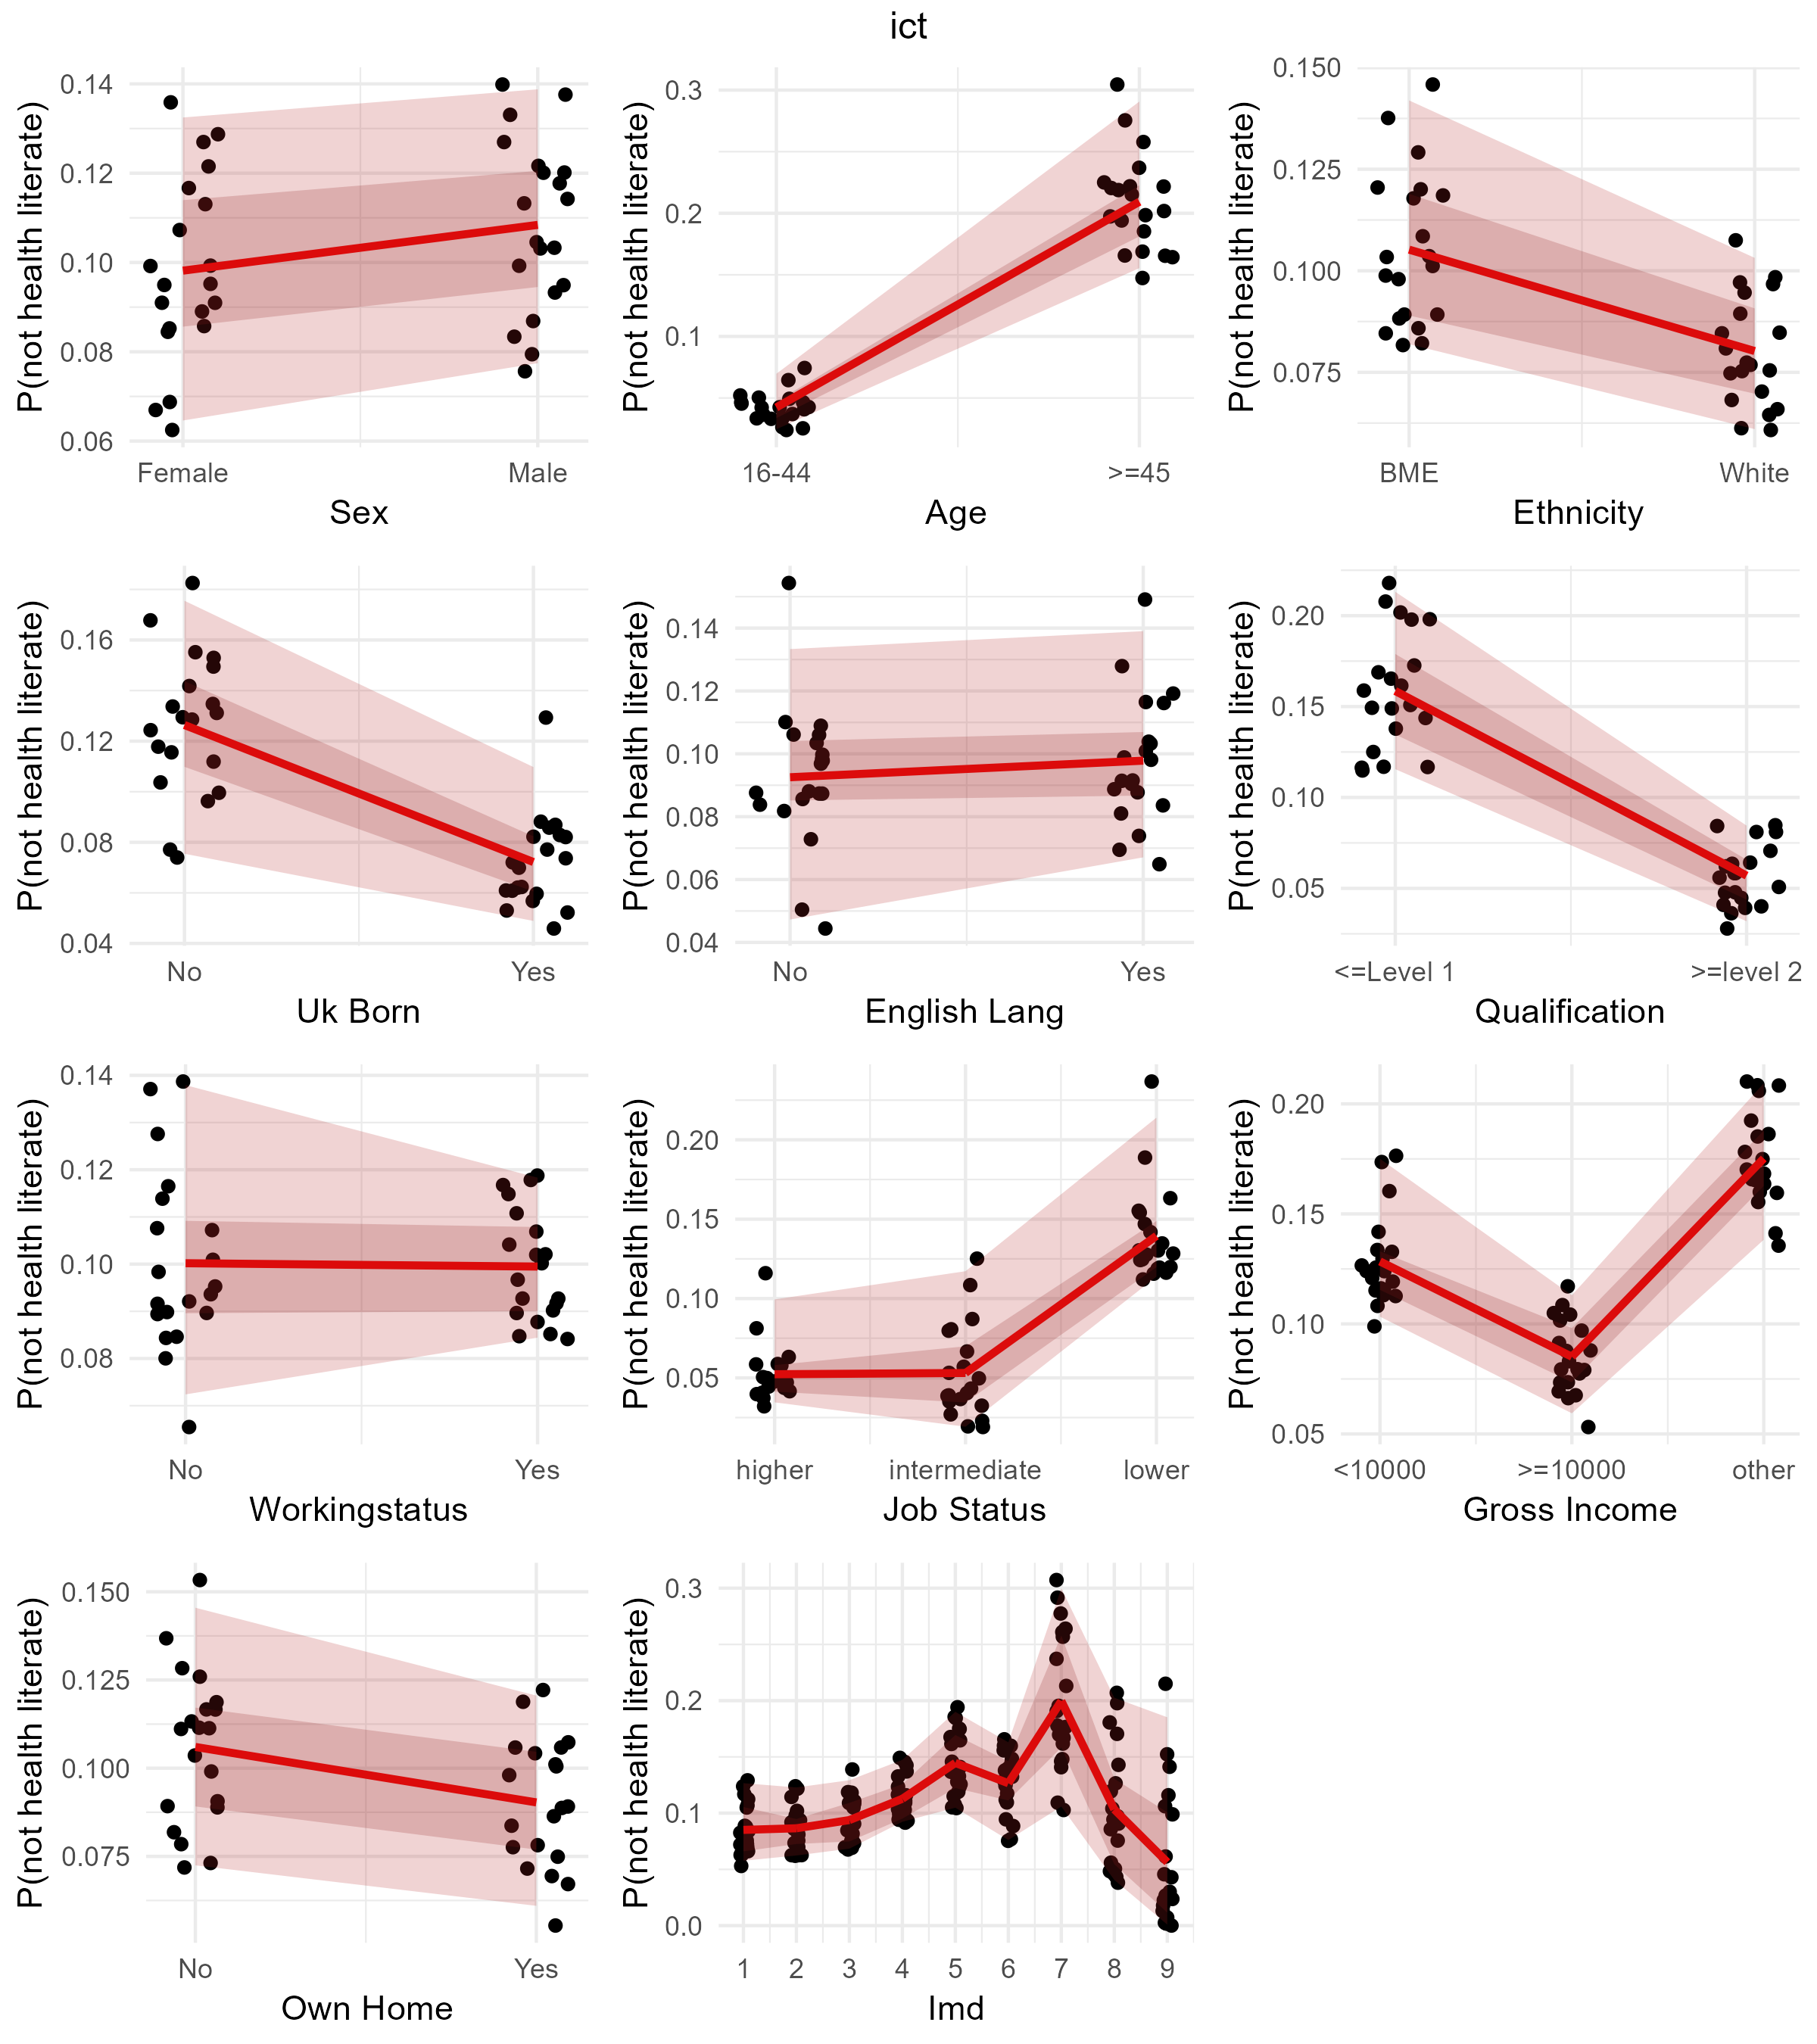 ict
P(not health literate)
0.14
0.12
0.10
0.08
0.06
Female Male
Sex
P(not health literate)
0.3
0.2
0.1
16-44 >=45
Age
P(not health literate)
0.150
0.125
0.100
0.075
BME White
Ethnicity
P(not health literate)
0.16
0.12
0.08
0.04
No Yes
Uk Born
P(not health literate)
0.14
0.12
0.10
0.08
0.06
0.04
No Yes
English Lang
P(not health literate)
0.20
0.15
0.10
0.05
<=Level 1 >=level 2
Qualification
P(not health literate)
0.14
0.12
0.10
0.08
No Yes
Workingstatus
P(not health literate)
0.20
0.15
0.10
0.05
higher intermediate lower
Job Status
P(not health literate)
0.20
0.15
0.10
0.05
<10000 >=10000 other
Gross Income
P(not health literate)
0.150
0.125
0.100
0.075
No Yes
Own Home
P(not health literate)
0.3
0.2
0.1
0.0
1 2 3 4 5 6 7 8 9
Imd